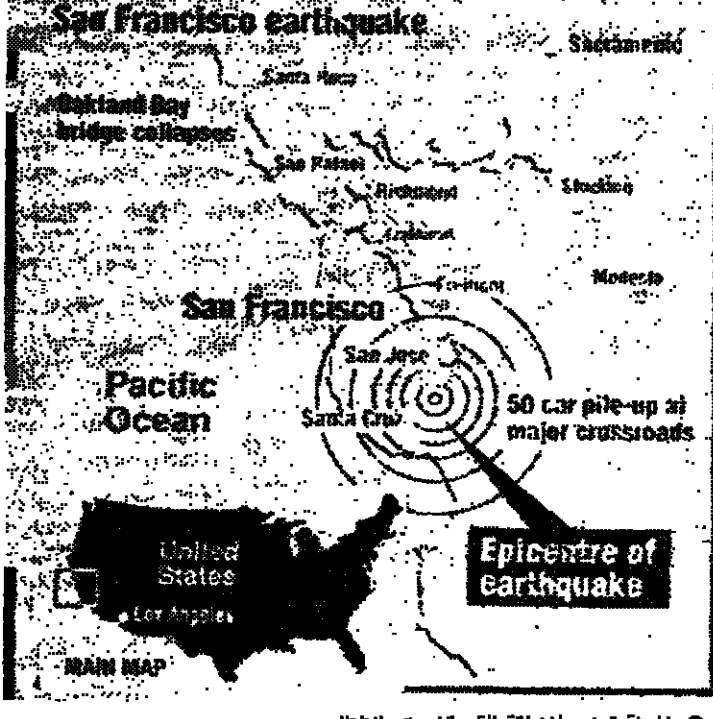 San Francisco earthquake
Sacramento
Santa Rosa
Oakland Bay
bridge collapses
San Rafael
Richmond
Stockton
Oakland
Fremont
Modesto
San Francisco
San Jose
Pacific
Ocean
Santa Cruz
50 car pile-up at
major crossroads
United
States
Los Angeles
Epicentre of
earthquake
MAIN MAP